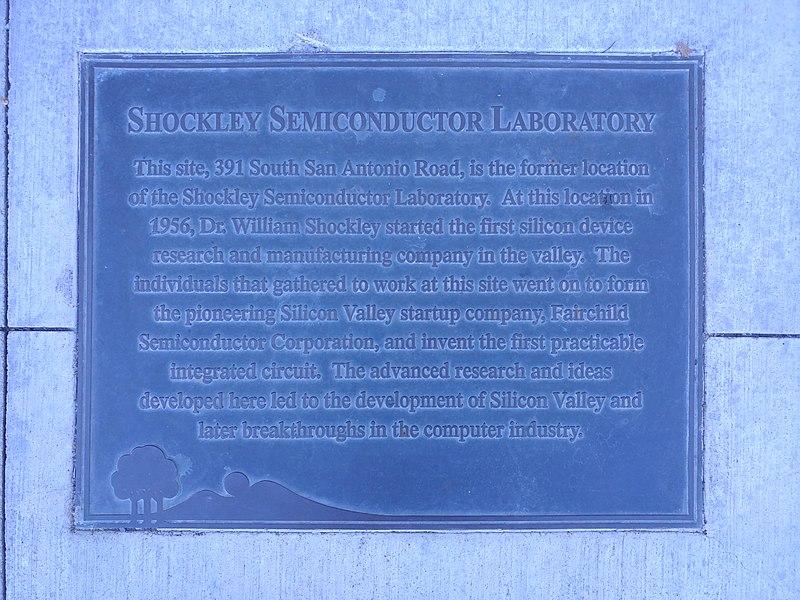 SHOCKLEY SEMICONDUCTOR LABORATORY
This site, 391 South San Antonio Road, is the former location
of the Shockley Semiconductor Laboratory. At this location in
1956, Dr. William Shockley started the first silicon device
research and manufacturing company in the valley. The
individuals that gathered to work at this site went on to form
the pioneering Silicon Valley startup company, Fairchild
Semiconductor Corporation, and invent the first practicable
integrated circuit. The advanced research and ideas
developed here led to the development of Silicon Valley and
later breakthroughs in the computer industry.